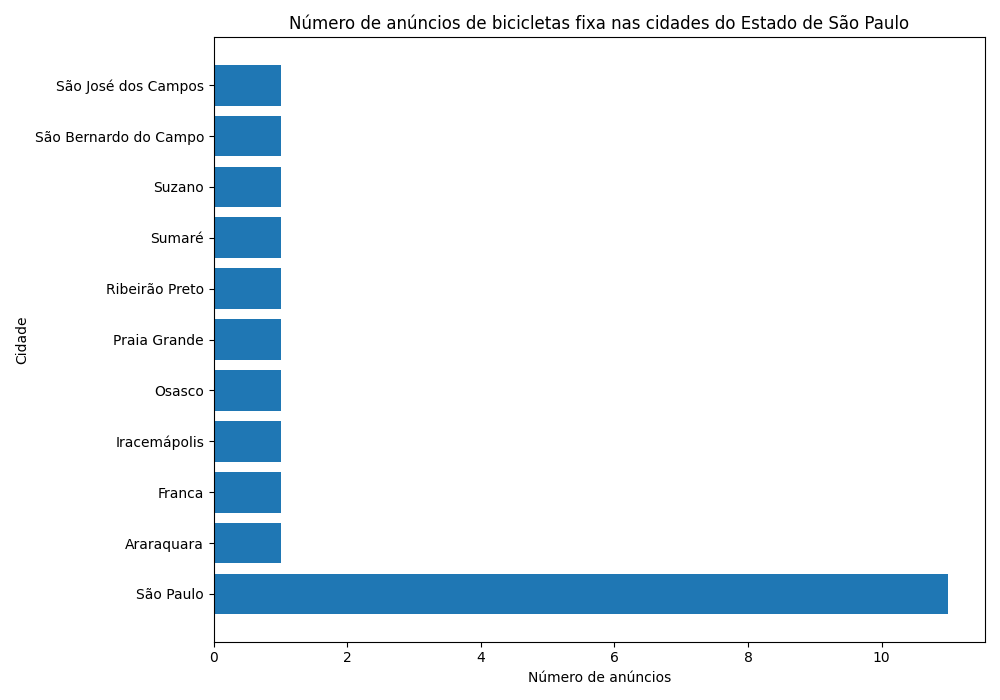 Número de anúncios de bicicletas fixa nas cidades do Estado de São Paulo
São José dos Campos
São Bernardo do Campo
Suzano
Sumaré
Ribeirão Preto
Praia Grande
Osasco
Iracemápolis
Franca
Araraquara
São Paulo
Cidade
0 2 4 6 8 10
Número de anúncios